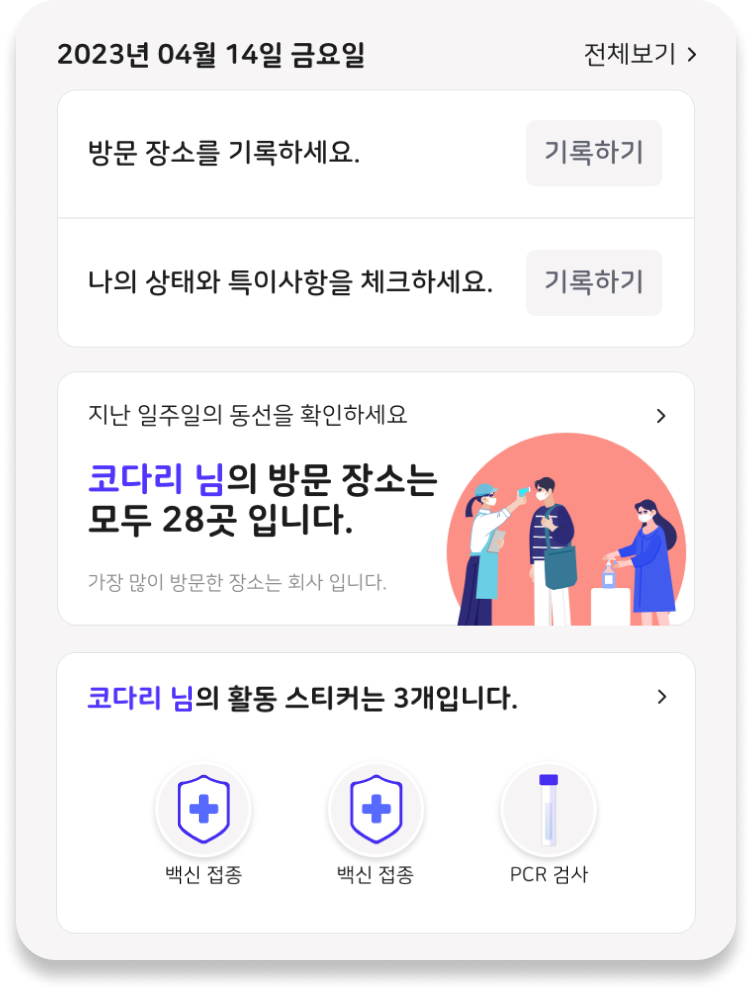 2023년 04월 14일 금요일
전체보기 >
방문 장소를 기록하세요.
기록하기
나의 상태와 특이사항을 체크하세요.
기록하기
지난 일주일의 동선을 확인하세요
코다리 님의 방문 장소는
모두 28곳 입니다.
가장 많이 방문한 장소는 회사 입니다.
코다리 님의 활동 스티커는 3개입니다.
백신 접종
백신 접종
PCR 검사